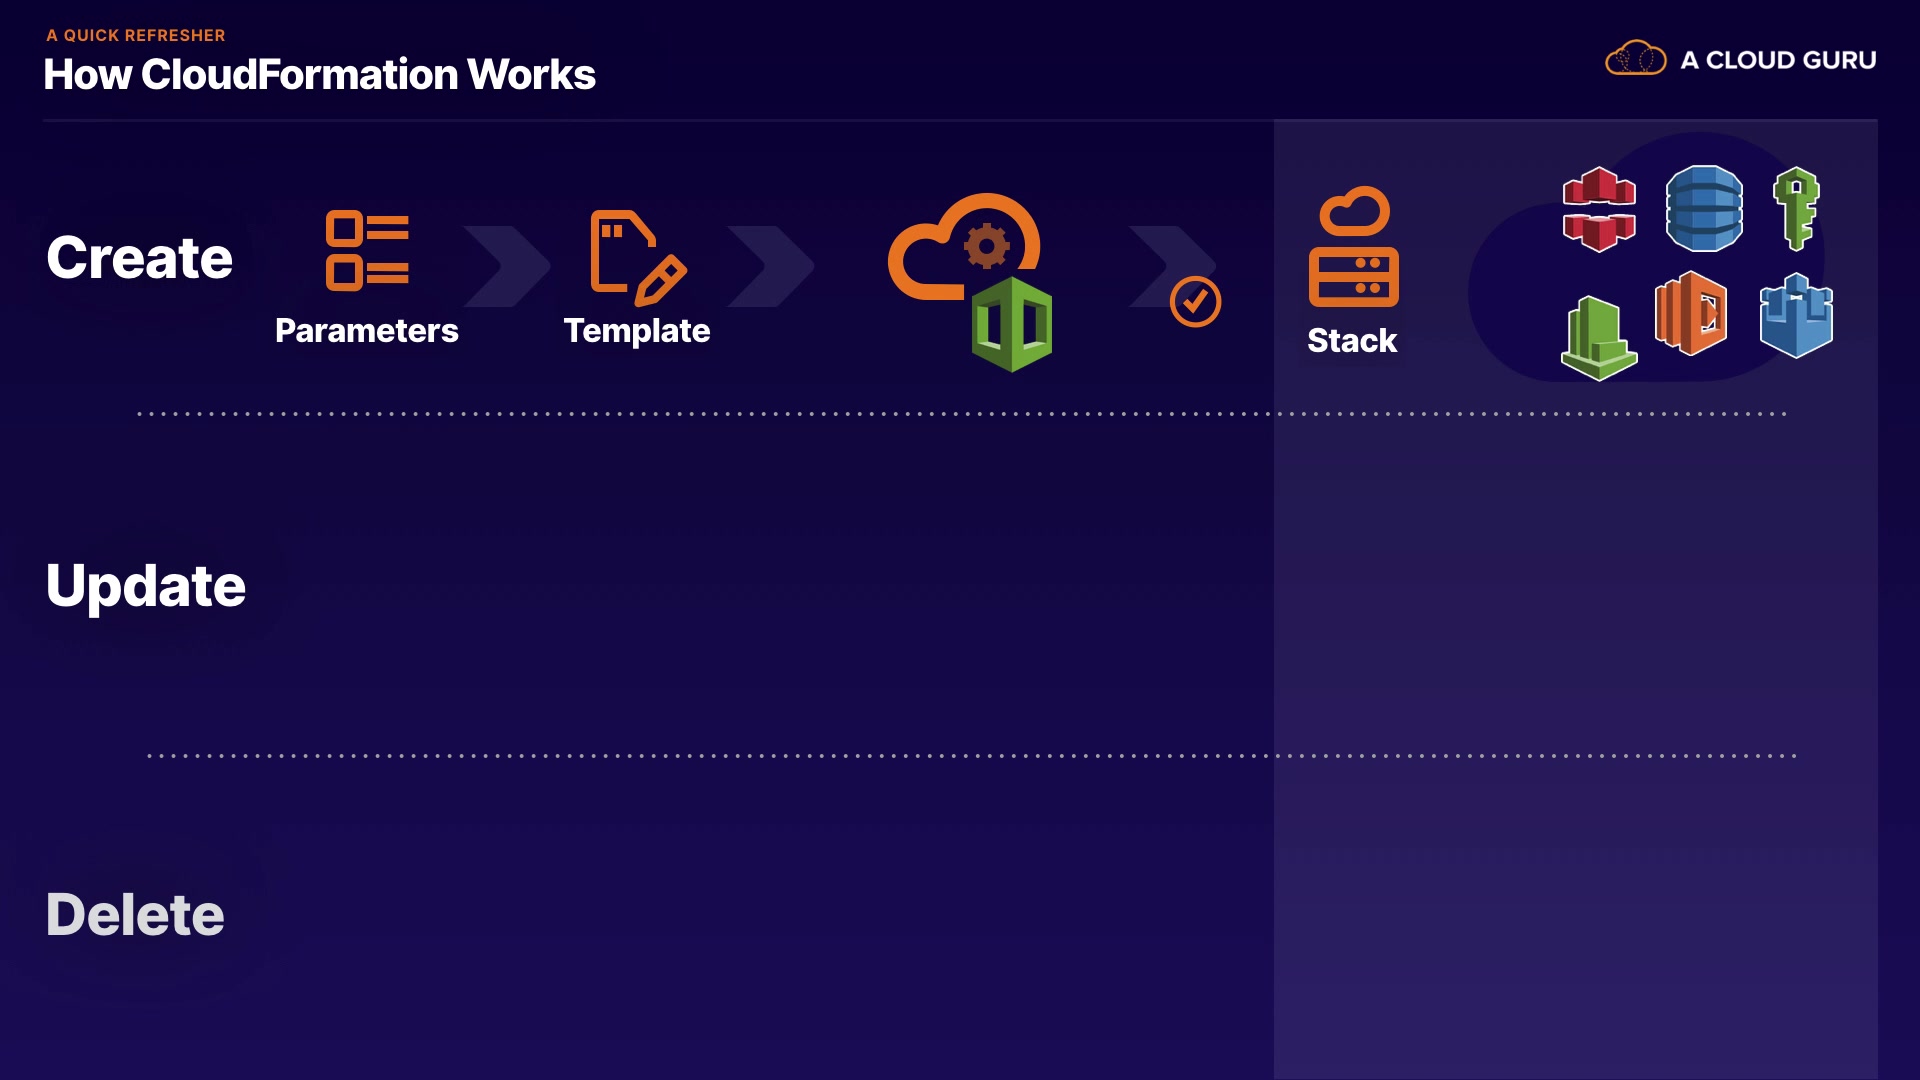 A QUICK REFRESHER
How CloudFormation Works
A CLOUD GURU
Create
Parameters
Template
Stack
Update
Delete